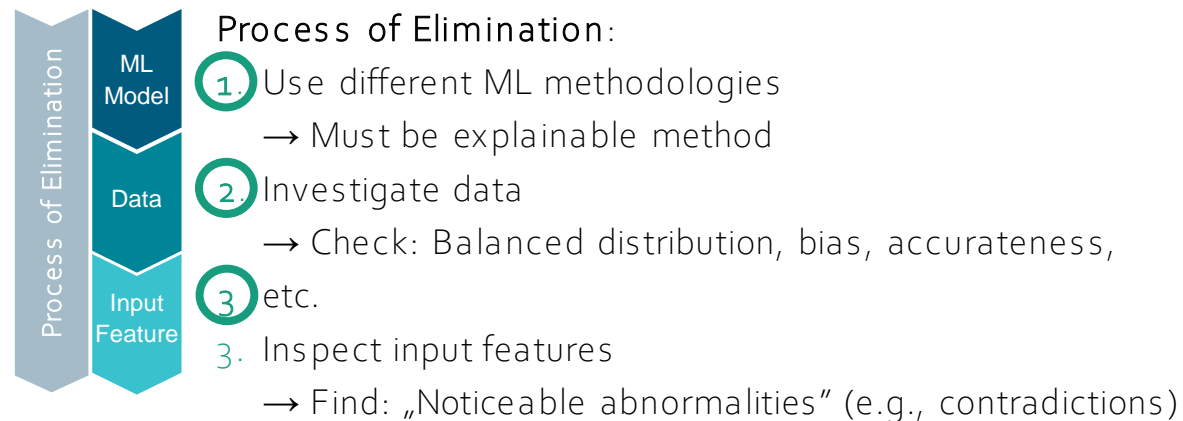 Process of Elimination
ML
Model
Data
Input
Feature
Process of Elimination:
1. Use different ML methodologies
→ Must be explainable method
2. Investigate data
→ Check: Balanced distribution, bias, accurateness,
3 etc.
3. Inspect input features
→ Find: „Noticeable abnormalities" (e.g., contradictions)